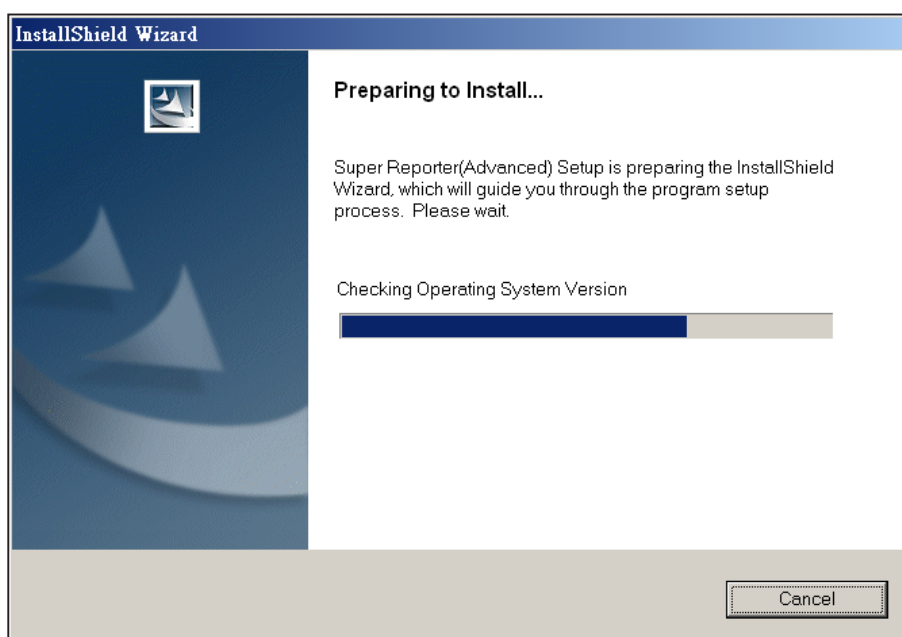 InstallShield Wizard
Preparing to Install...
Super Reporter(Advanced) Setup is preparing the InstallShield
Wizard, which will guide you through the program setup
process.  Please wait.
Checking Operating System Version
Cancel